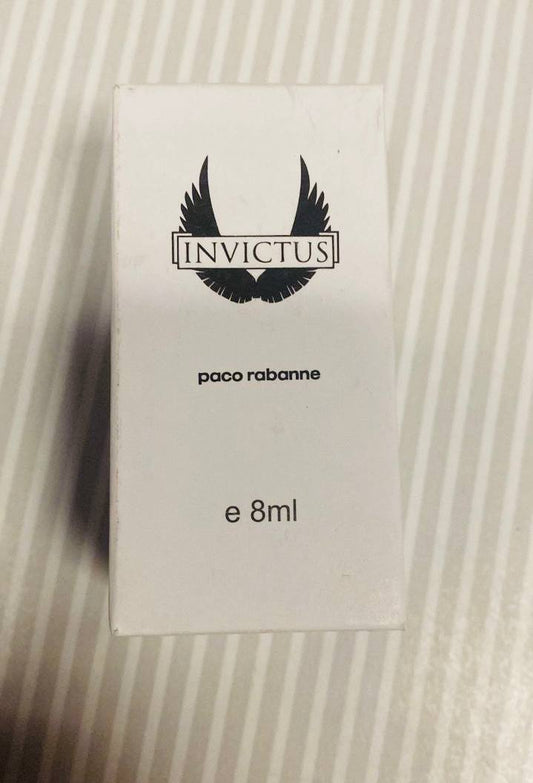 INVICTUS
paco rabanne
e 8ml